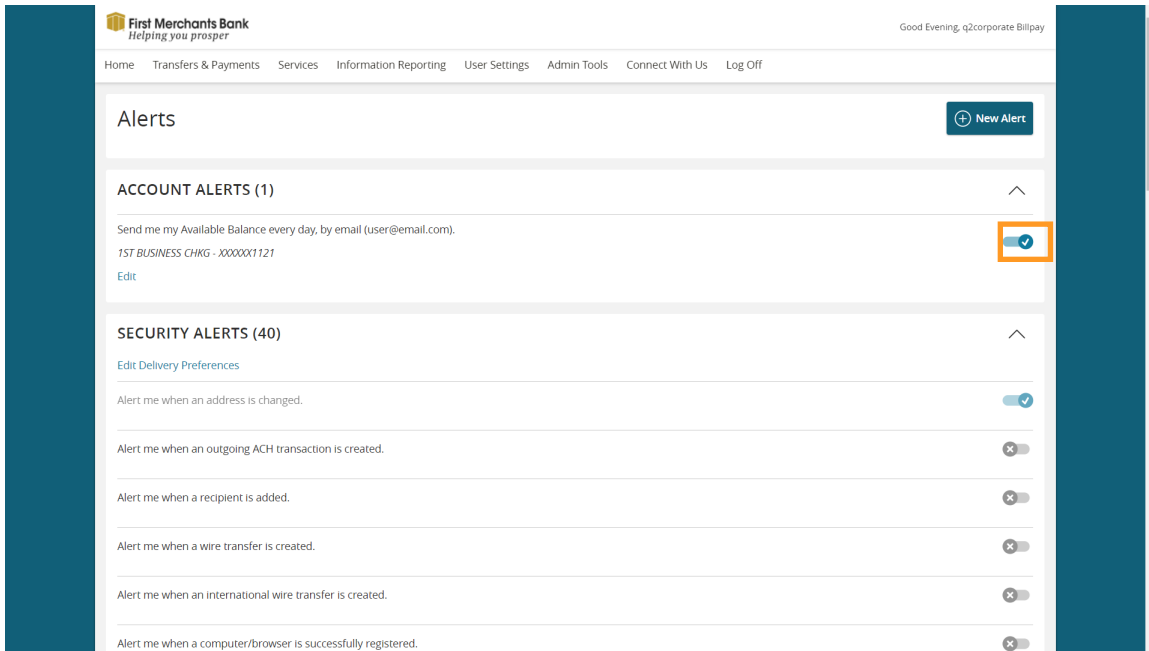 First Merchants Bank
Helping you prosper
Good Evening, q2corporate Billpay
Home Transfers & Payments Services Information Reporting User Settings Admin Tools Connect With Us Log Off
Alerts
New Alert
ACCOUNT ALERTS (1)
Send me my Available Balance every day, by email (user@email.com).
1ST BUSINESS CHKG - XXXXXX1121
Edit
SECURITY ALERTS (40)
Edit Delivery Preferences
Alert me when an address is changed.
Alert me when an outgoing ACH transaction is created.
Alert me when a recipient is added.
Alert me when a wire transfer is created.
Alert me when an international wire transfer is created.
Alert me when a computer/browser is successfully registered.